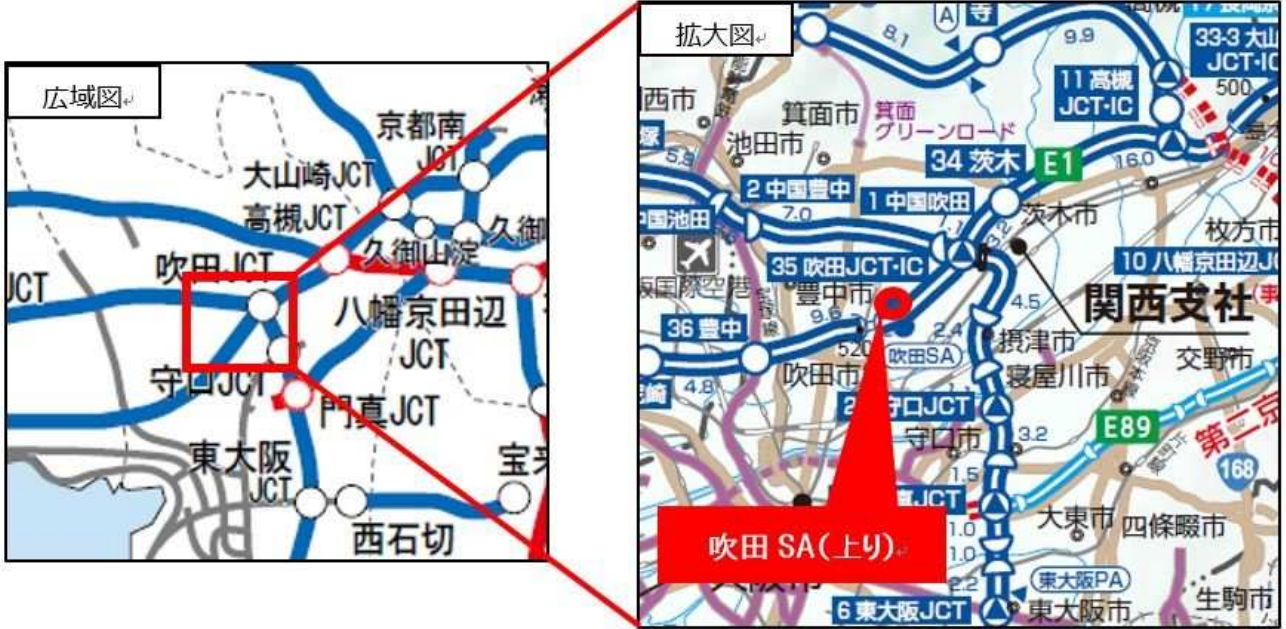 広域図
京都南
JCT
大山崎JCT
高槻JCT
久御山淀
久御
吹田JCT
JCT
八幡京田辺
JCT
守口JCT
門真JCT
東大阪
JCT
西石切
拡大図
A
寺
8.1
9.9
33-3 大山
JCT・IC
11 高槻
JCT・IC
500
西市
箕面市
箕面
グリーンロード
池田市
5.8
34 茨木
E1
16.0
2 中国豊中
1 中国吹田
7.0
茨木市
中国池田
枚方市
35 吹田JCT・IC
10 八幡京田辺JC
豊中市
関西支社
4.5
36 豊中
2.4
摂津市
吹田SA
交野市
吹田市
寝屋川市
4.8
守口JCT
守口市
E89
第二京
3.2
168
1.5
JCT
1.0
大東市
四條畷市
吹田 SA(上り)
1.0
2.2
東大阪PA
生駒市
6 東大阪JCT
東大阪市